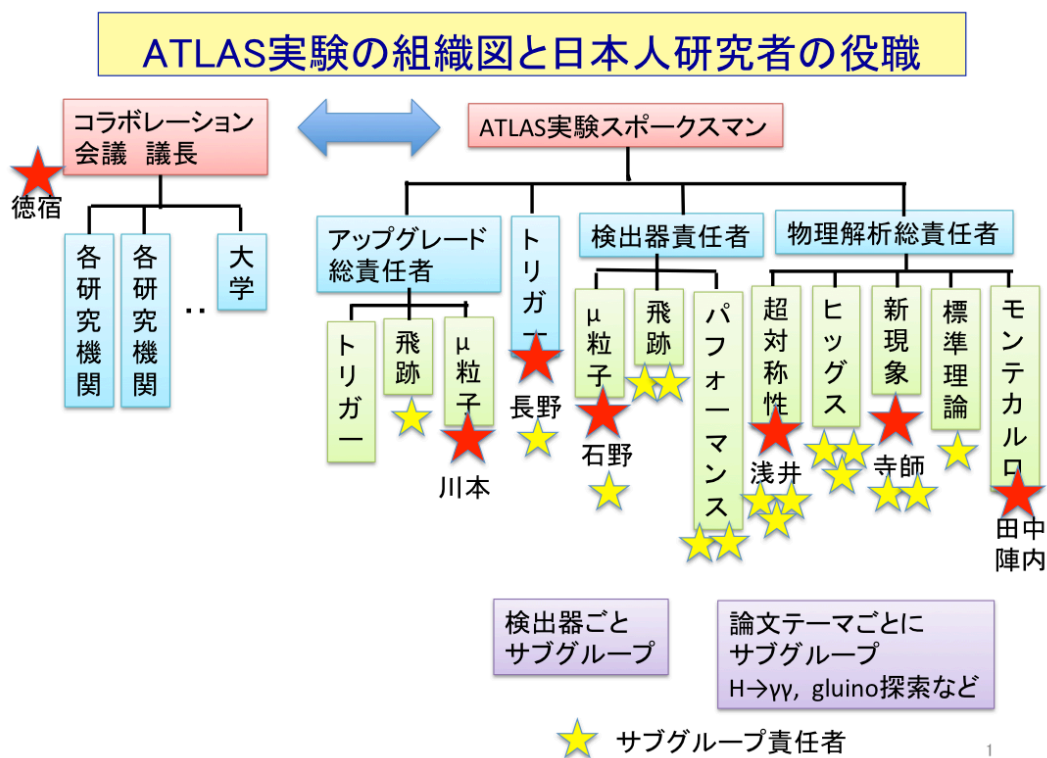 ATLAS実験の組織図と日本人研究者の役職
コラボレーション
会議 議長
ATLAS実験スポークスマン
徳宿
各研究機関
各研究機関
‥
大学
アップグレード
総責任者
トリガー
検出器責任者
物理解析総責任者
トリガー
飛跡
μ粒子
μ粒子
飛跡
パフォーマンス
超対称性
ヒッグス
新現象
標準理論
モンテカルロ
川本
長野
石野
浅井
寺師
田中
陣内
検出器ごと
サブグループ
論文テーマごとに
サブグループ
H→γγ, gluino探索など
サブグループ責任者
1